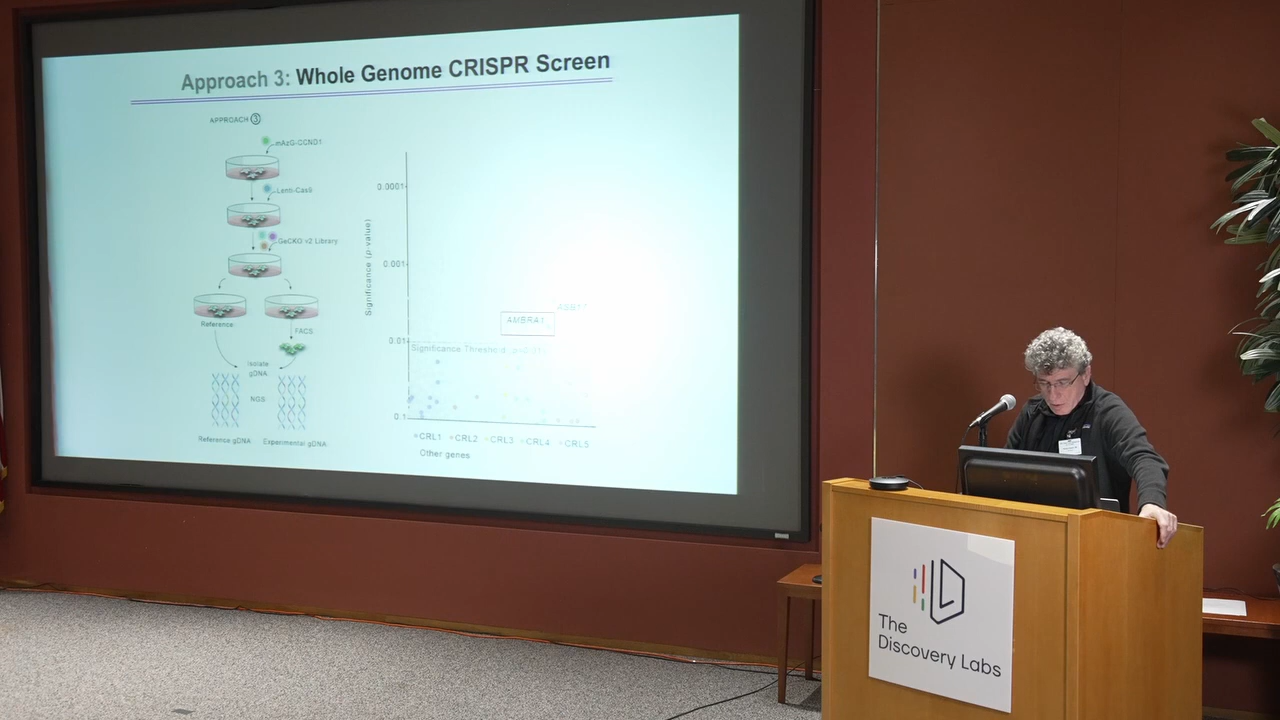 Approach 3: Whole Genome CRISPR Screen
APPROACH 3
mAzG-CCND1
Lenti-Cas9
GeCKO v2 Library
Reference
FACS
Isolate
gDNA
NGS
Reference gDNA
Experimental gDNA
Significance (p-value)
0.0001
0.001
0.01
0.1
AMBRA1
Significance Threshold
CRL1 CRL2 CRL3 CRL4 CRL5
Other genes
The
Discovery Labs